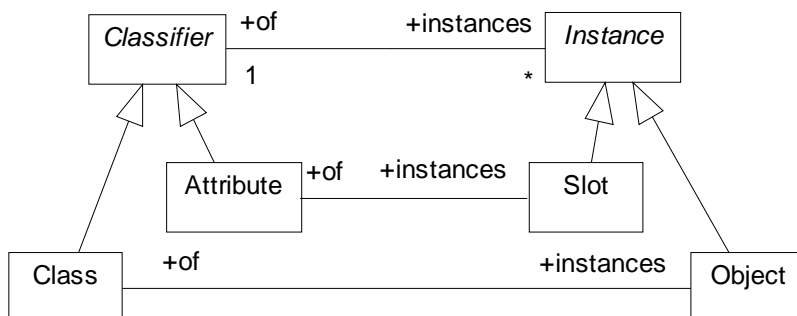 Classifier +of +instances Instance
1 *
Attribute +of +instances Slot
Class +of +instances Object